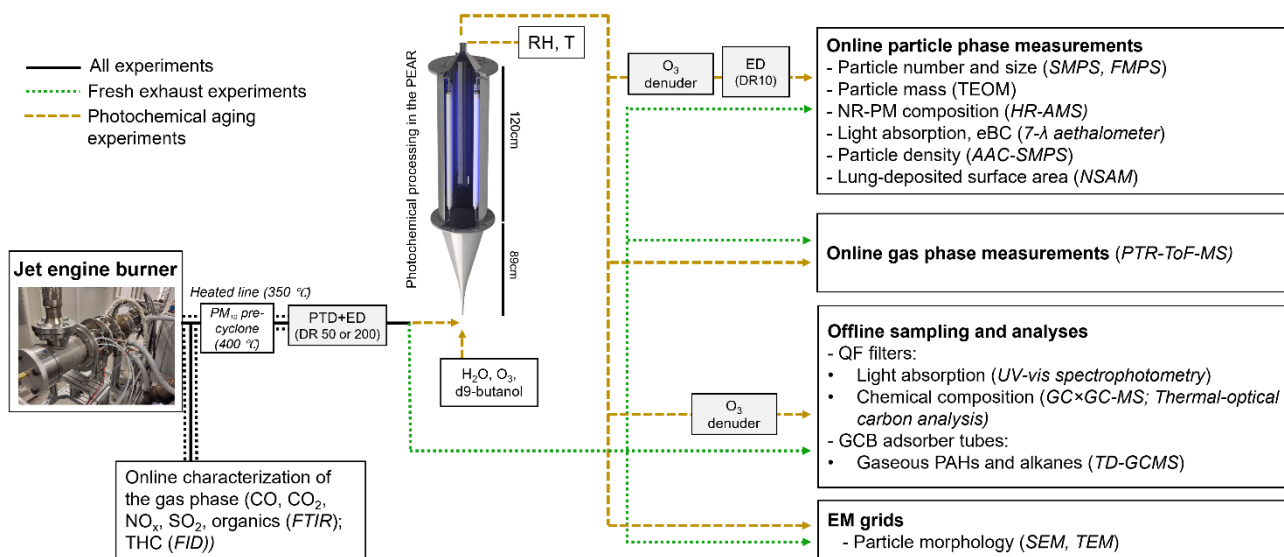 All experiments
Fresh exhaust experiments
Photochemical aging
experiments
Jet engine burner
Heated line (350 ℃)
PM₁₀ pre-
cyclone
(400 ℃)
PTD+ED
(DR 50 or 200)
Online characterization of
the gas phase (CO, CO₂,
NOₓ, SO₂, organics (FTIR);
THC (FID))
H₂O, O₃,
d9-butanol
Photochemical processing in the PEAR
RH, T
120cm
89cm
O₃
denuder
ED
(DR10)
O₃
denuder
Online particle phase measurements
- Particle number and size (SMPS, FMPS)
- Particle mass (TEOM)
- NR-PM composition (HR-AMS)
- Light absorption, eBC (7-λ aethalometer)
- Particle density (AAC-SMPS)
- Lung-deposited surface area (NSAM)
Online gas phase measurements (PTR-ToF-MS)
Offline sampling and analyses
- QF filters:
• Light absorption (UV-vis spectrophotometry)
• Chemical composition (GC×GC-MS; Thermal-optical
carbon analysis)
- GCB adsorber tubes:
• Gaseous PAHs and alkanes (TD-GCMS)
EM grids
- Particle morphology (SEM, TEM)